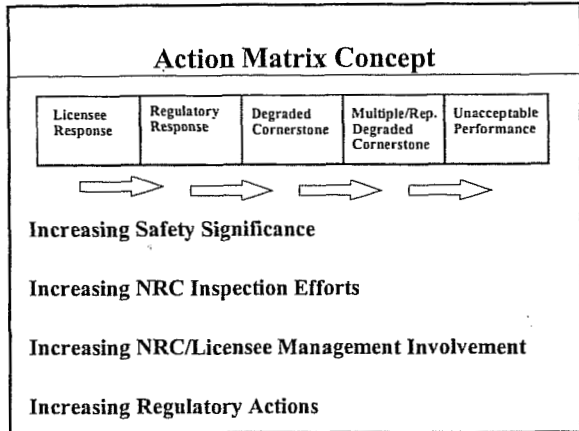 Action Matrix Concept
Licensee
Response
Regulatory
Response
Degraded
Cornerstone
Multiple/Rep.
Degraded
Cornerstone
Unacceptable
Performance
Increasing Safety Significance
Increasing NRC Inspection Efforts
Increasing NRC/Licensee Management Involvement
Increasing Regulatory Actions